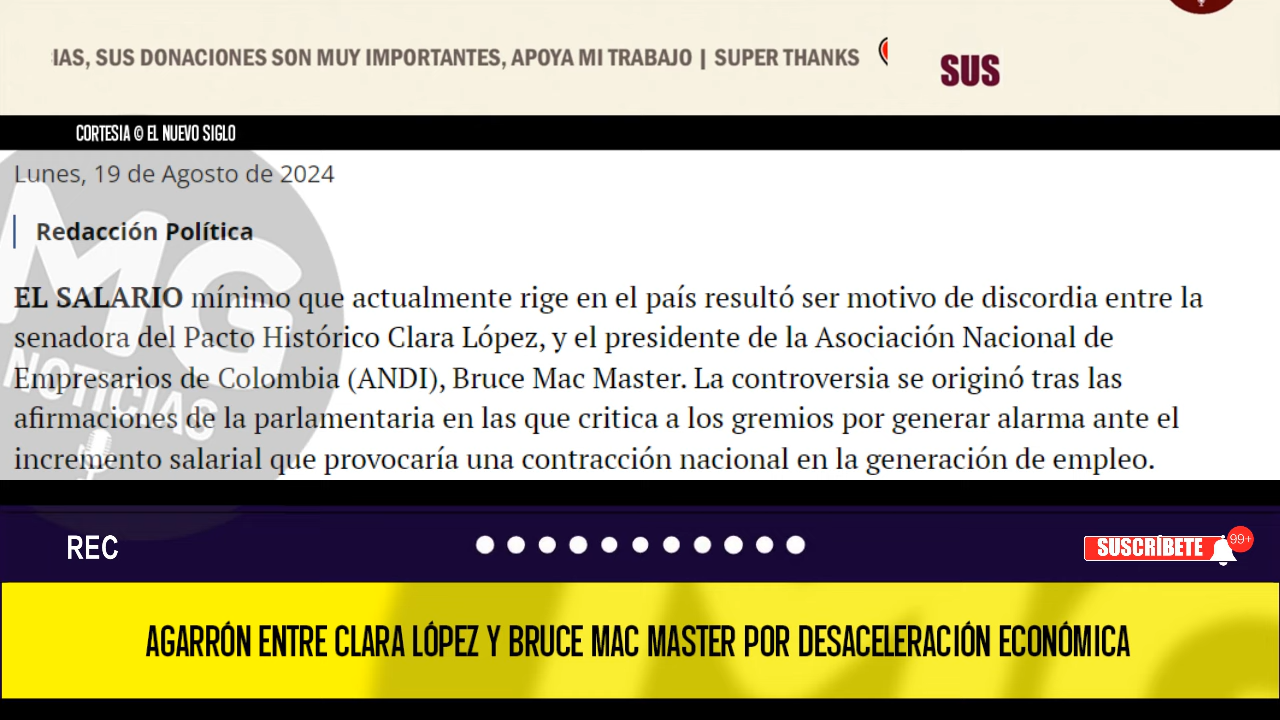 IAS, SUS DONACIONES SON MUY IMPORTANTES, APOYA MI TRABAJO | SUPER THANKS
SUS
CORTESIA © EL NUEVO SIGLO
Lunes, 19 de Agosto de 2024
Redacción Política
EL SALARIO mínimo que actualmente rige en el país resultó ser motivo de discordia entre la
senadora del Pacto Histórico Clara López, y el presidente de la Asociación Nacional de
Empresarios de Colombia (ANDI), Bruce Mac Master. La controversia se originó tras las
afirmaciones de la parlamentaria en las que critica a los gremios por generar alarma ante el
incremento salarial que provocaría una contracción nacional en la generación de empleo.
MG
NOTICIAS
REC
SUSCRÍBETE
99+
AGARRÓN ENTRE CLARA LÓPEZ Y BRUCE MAC MASTER POR DESACELERACIÓN ECONÓMICA